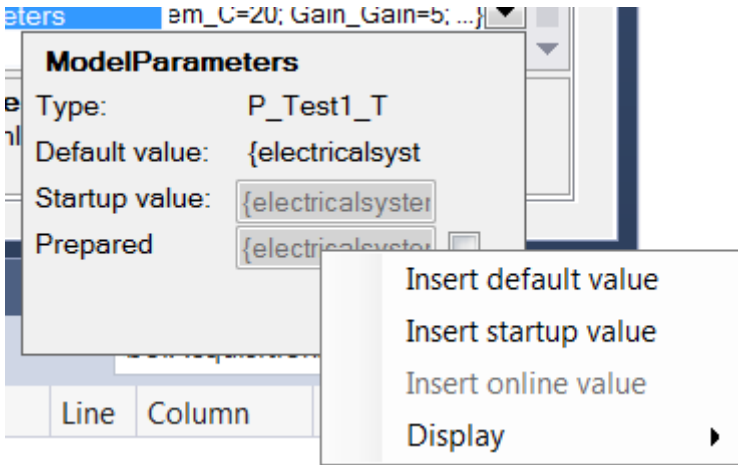 eters em_C=20; Gain_Gain=5; ...}
ModelParameters
Type: P_Test1_T
Default value: {electricalsyst
Startup value: {electricalsyster
Prepared {electricalsyster
Insert default value
Insert startup value
Insert online value
Display
Line Column